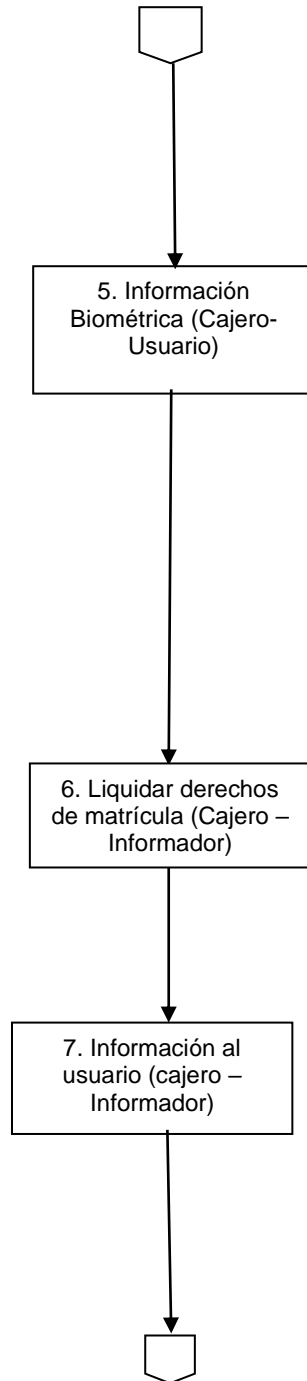 5. Información
Biométrica (Cajero-
Usuario)
6. Liquidar derechos
de matrícula (Cajero –
Informador)
7. Información al
usuario (cajero –
Informador)